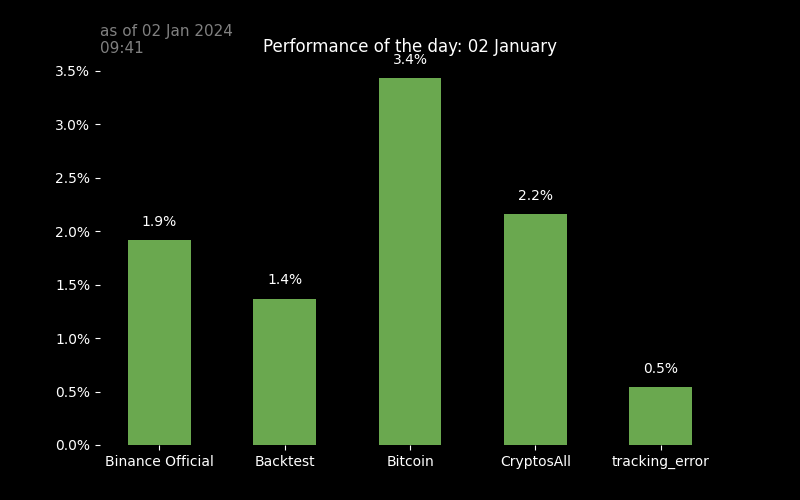 as of 02 Jan 2024
09:41
Performance of the day: 02 January
3.5%
3.0%
2.5%
2.0%
1.5%
1.0%
0.5%
0.0%
1.9%
1.4%
3.4%
2.2%
0.5%
Binance Official
Backtest
Bitcoin
CryptosAll
tracking_error